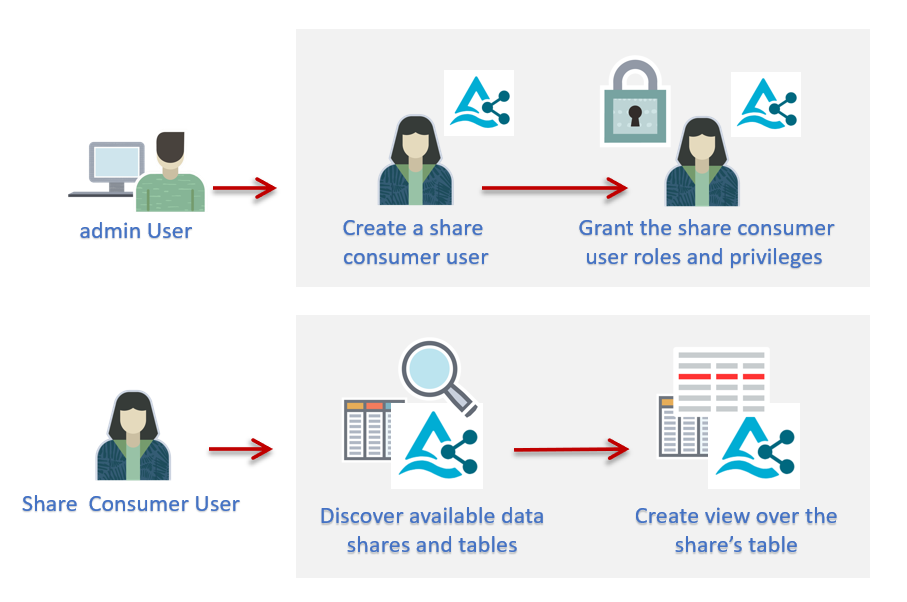 admin User
Create a share
consumer user
Grant the share consumer
user roles and privileges
Share Consumer User
Discover available data
shares and tables
Create view over the
share's table